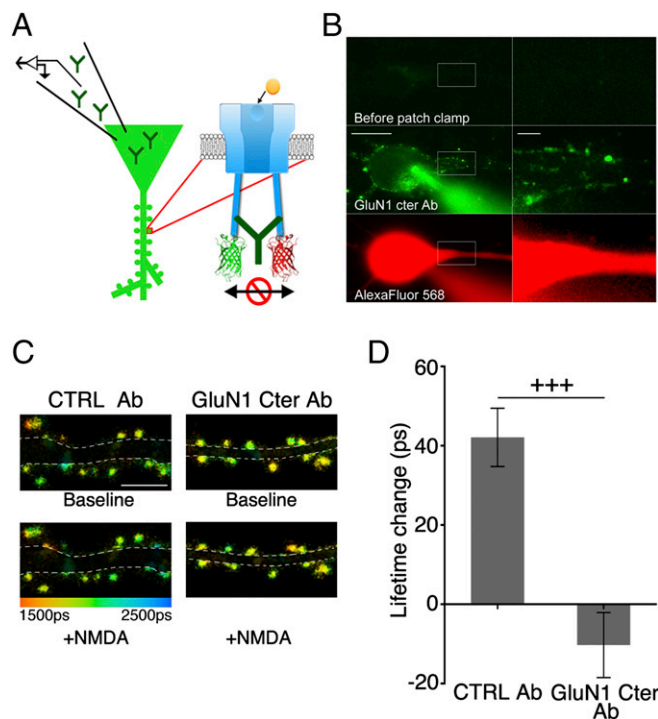 A
B
Before patch clamp
GluN1 cter Ab
AlexaFluor 568
C
CTRL Ab
GluN1 Cter Ab
Baseline
Baseline
1500ps
2500ps
+NMDA
+NMDA
D
+++
Lifetime change (ps)
60
40
20
0
-20
CTRL Ab
GluN1 Cter
Ab